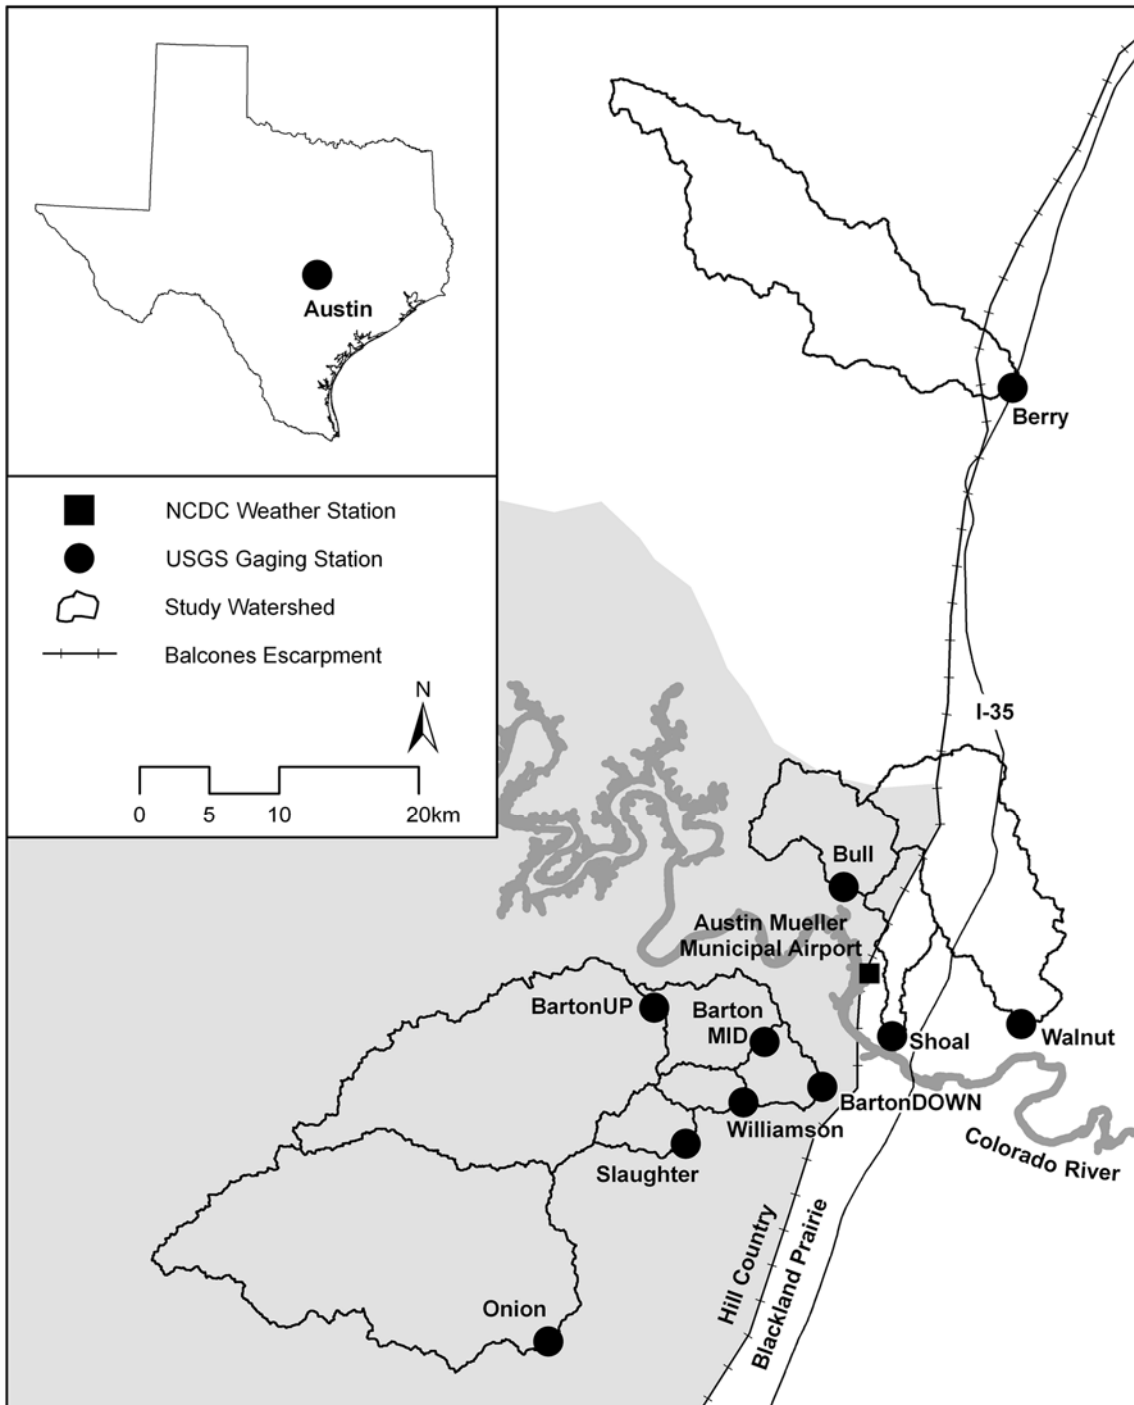 Austin
NCDC Weather Station
USGS Gaging Station
Study Watershed
Balcones Escarpment
N
0 5 10 20km
Berry
I-35
Bull
Austin Mueller
Municipal Airport
BartonUP
Barton
MID
Shoal
Walnut
BartonDOWN
Williamson
Colorado River
Slaughter
Hill Country
Blackland Prairie
Onion